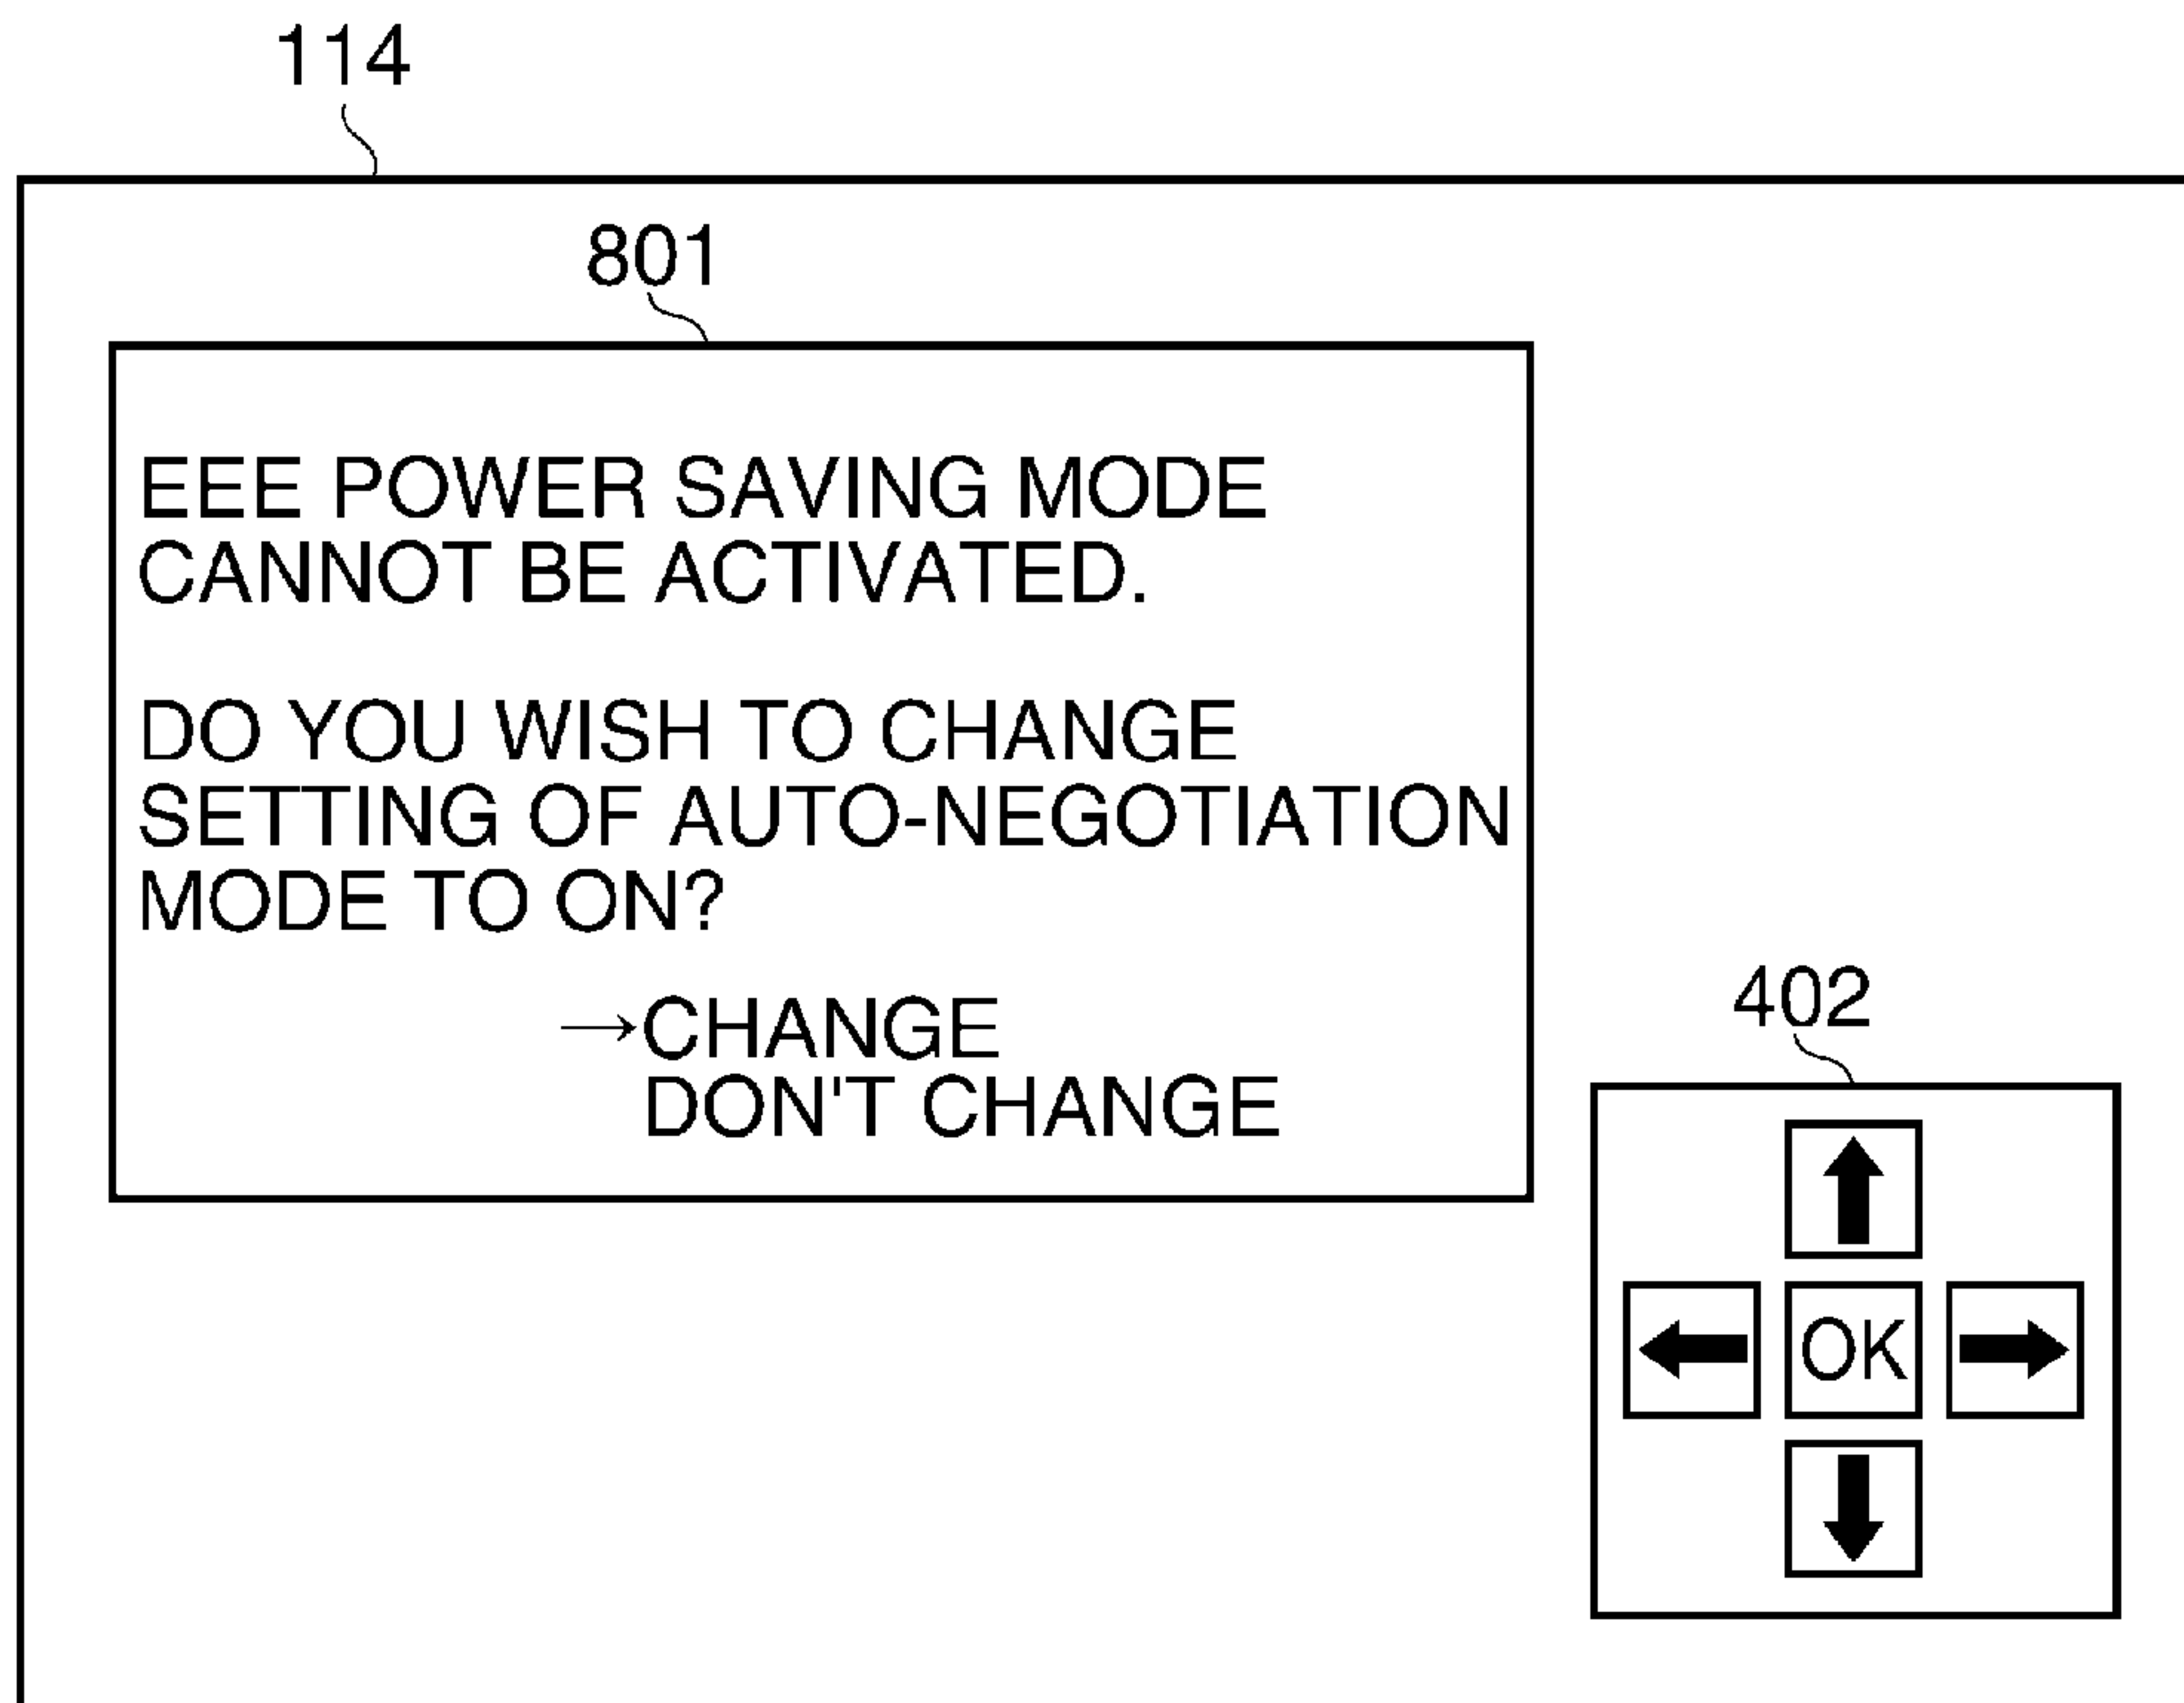 114
801
EEE POWER SAVING MODE
CANNOT BE ACTIVATED.
DO YOU WISH TO CHANGE
SETTING OF AUTO-NEGOTIATION
MODE TO ON?
→CHANGE
DON'T CHANGE
402
OK